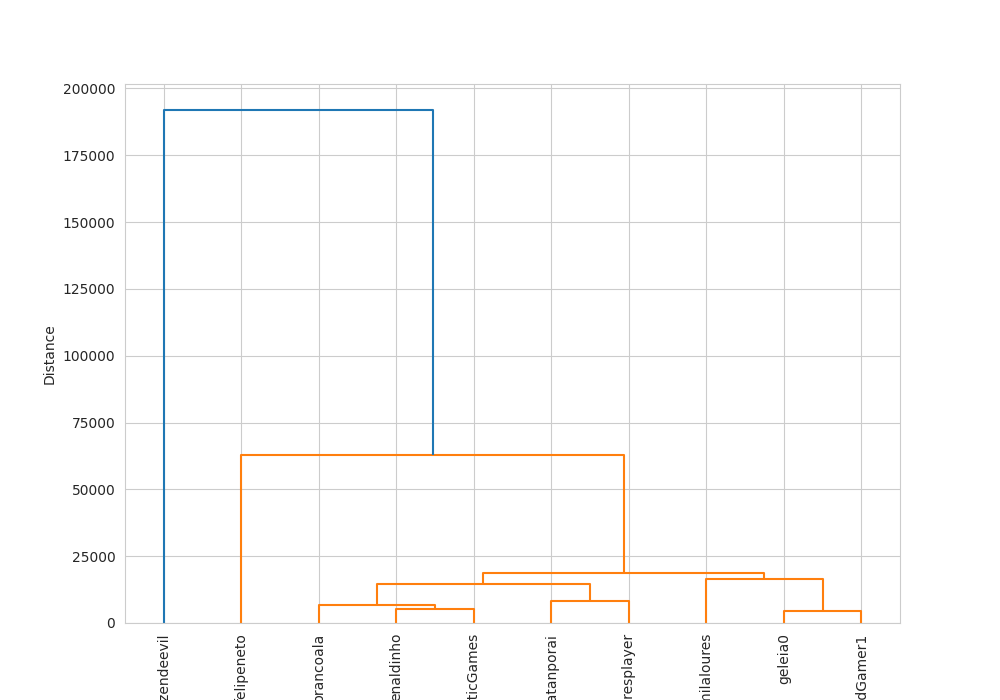 200000
175000
150000
125000
100000
75000
50000
25000
0
Distance
zendeevil
felipeneto
orancoala
enaldinho
ticGames
atanporai
resplayer
milaloures
geleia0
dGamer1